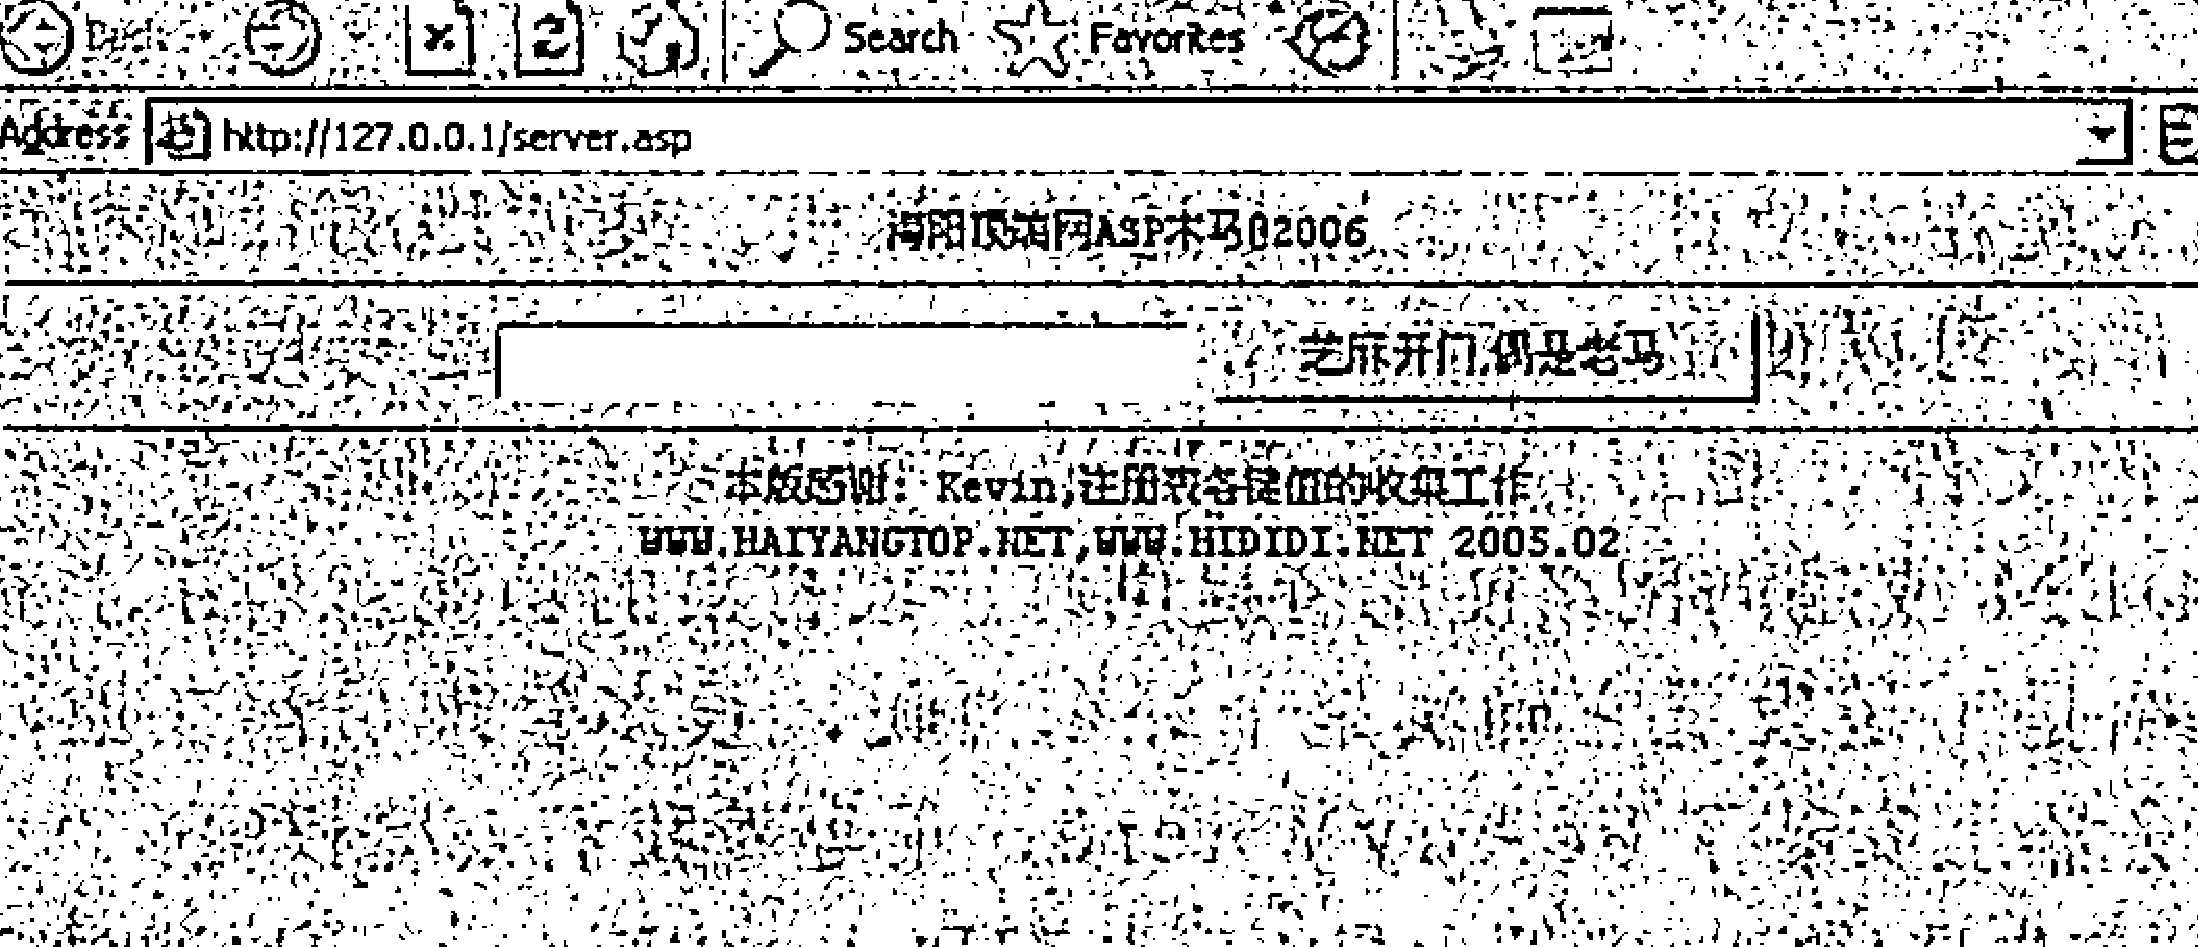 Back Search Favorites
Address http://127.0.0.1/server.asp
海阳顶端网ASP木马@2006
芝麻开门,偶是老马
本版感谢: Kevin,注册表各键值的收集工作
WWW.HAIYANGTOP.NET,WWW.HIDIDI.NET 2005.02